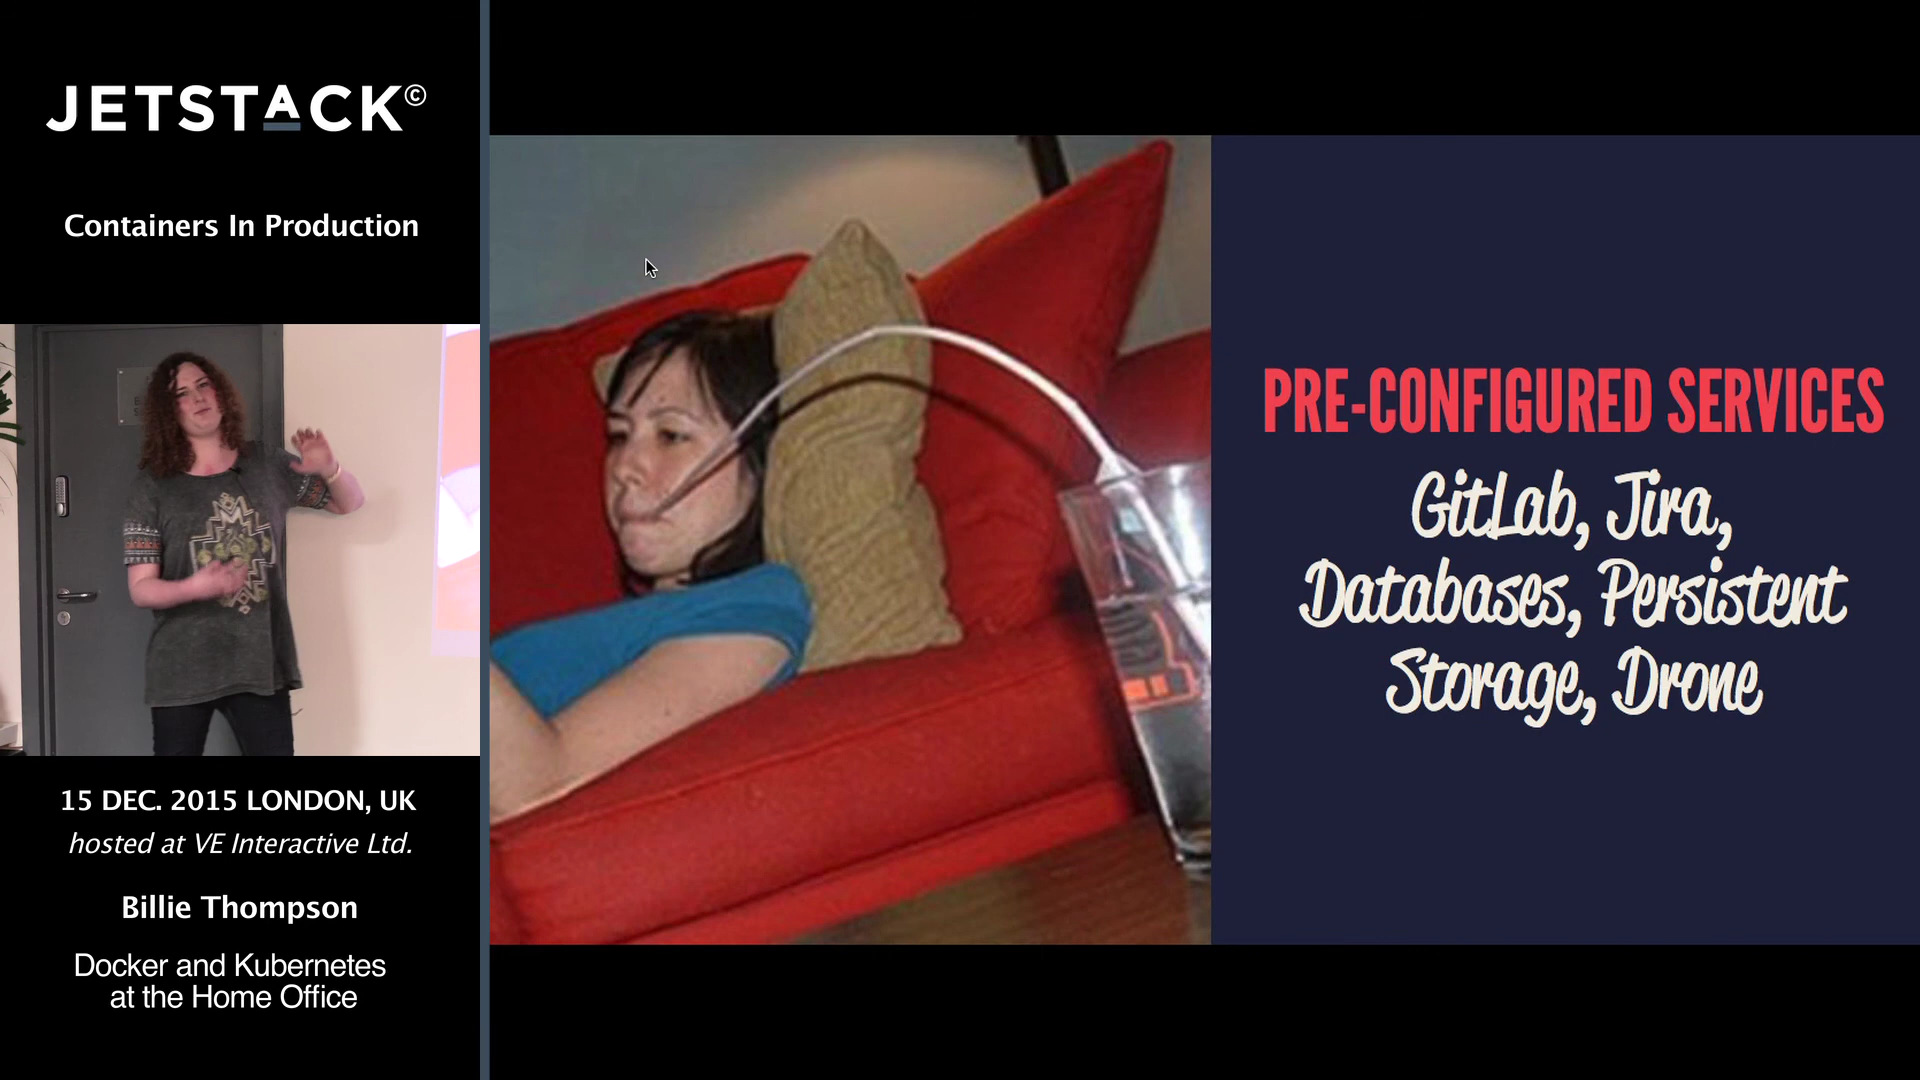 JETSTACK©
Containers In Production
15 DEC. 2015 LONDON, UK
hosted at VE Interactive Ltd.
Billie Thompson
Docker and Kubernetes
at the Home Office
PRE-CONFIGURED SERVICES
GitLab, Jira,
Databases, Persistent
Storage, Drone